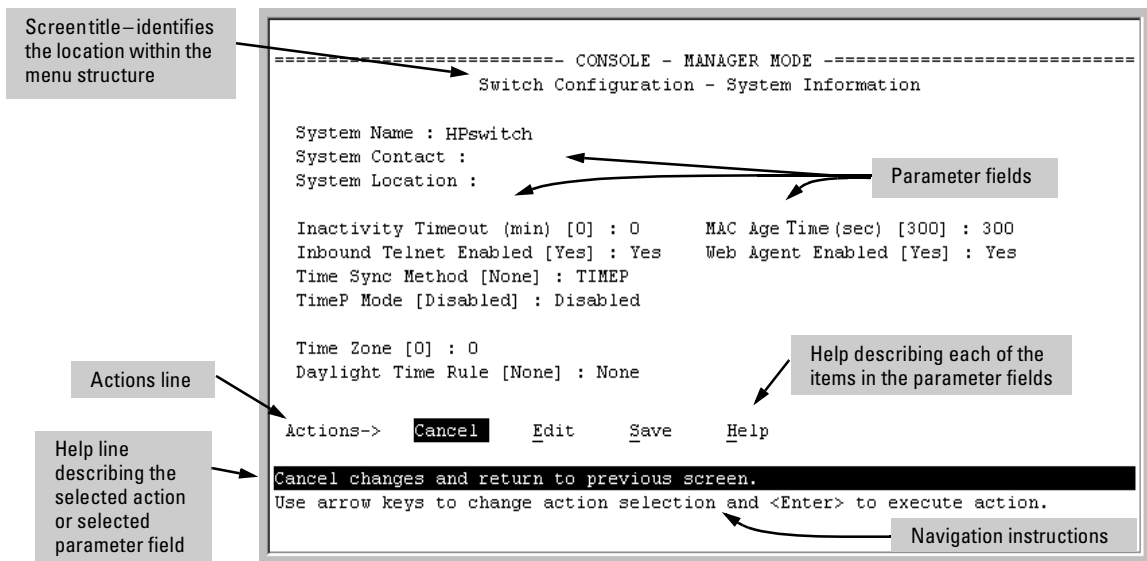 Screen title – identifies
the location within the
menu structure
==========================- CONSOLE - MANAGER MODE -============================
Switch Configuration - System Information
System Name : HPswitch
System Contact :
System Location :
Parameter fields
Inactivity Timeout (min) [0] : 0 MAC Age Time (sec) [300] : 300
Inbound Telnet Enabled [Yes] : Yes Web Agent Enabled [Yes] : Yes
Time Sync Method [None] : TIMEP
TimeP Mode [Disabled] : Disabled
Time Zone [0] : 0
Daylight Time Rule [None] : None
Help describing each of the
items in the parameter fields
Actions line
Actions-> Cancel Edit Save Help
Help line
describing the
selected action
or selected
parameter field
Cancel changes and return to previous screen.
Use arrow keys to change action selection and <Enter> to execute action.
Navigation instructions